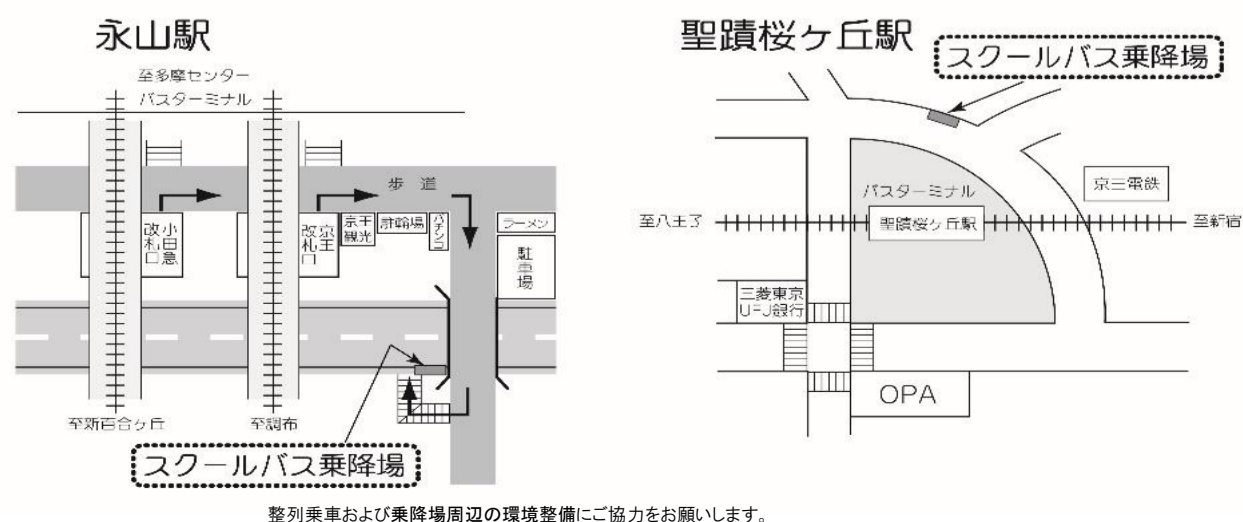 永山駅
至多摩センター
バスターミナル
歩道
小田急
改札口
京王
改札口
京王
観光
駐輪場
パチンコ
ラーメン
駐車場
至新百合ヶ丘
至調布
スクールバス乗降場
聖蹟桜ヶ丘駅
スクールバス乗降場
京王電鉄
バスターミナル
至八王子
聖蹟桜ヶ丘駅
至新宿
三菱東京
UFJ銀行
OPA
整列乗車および乗降場周辺の環境整備にご協力をお願いします。